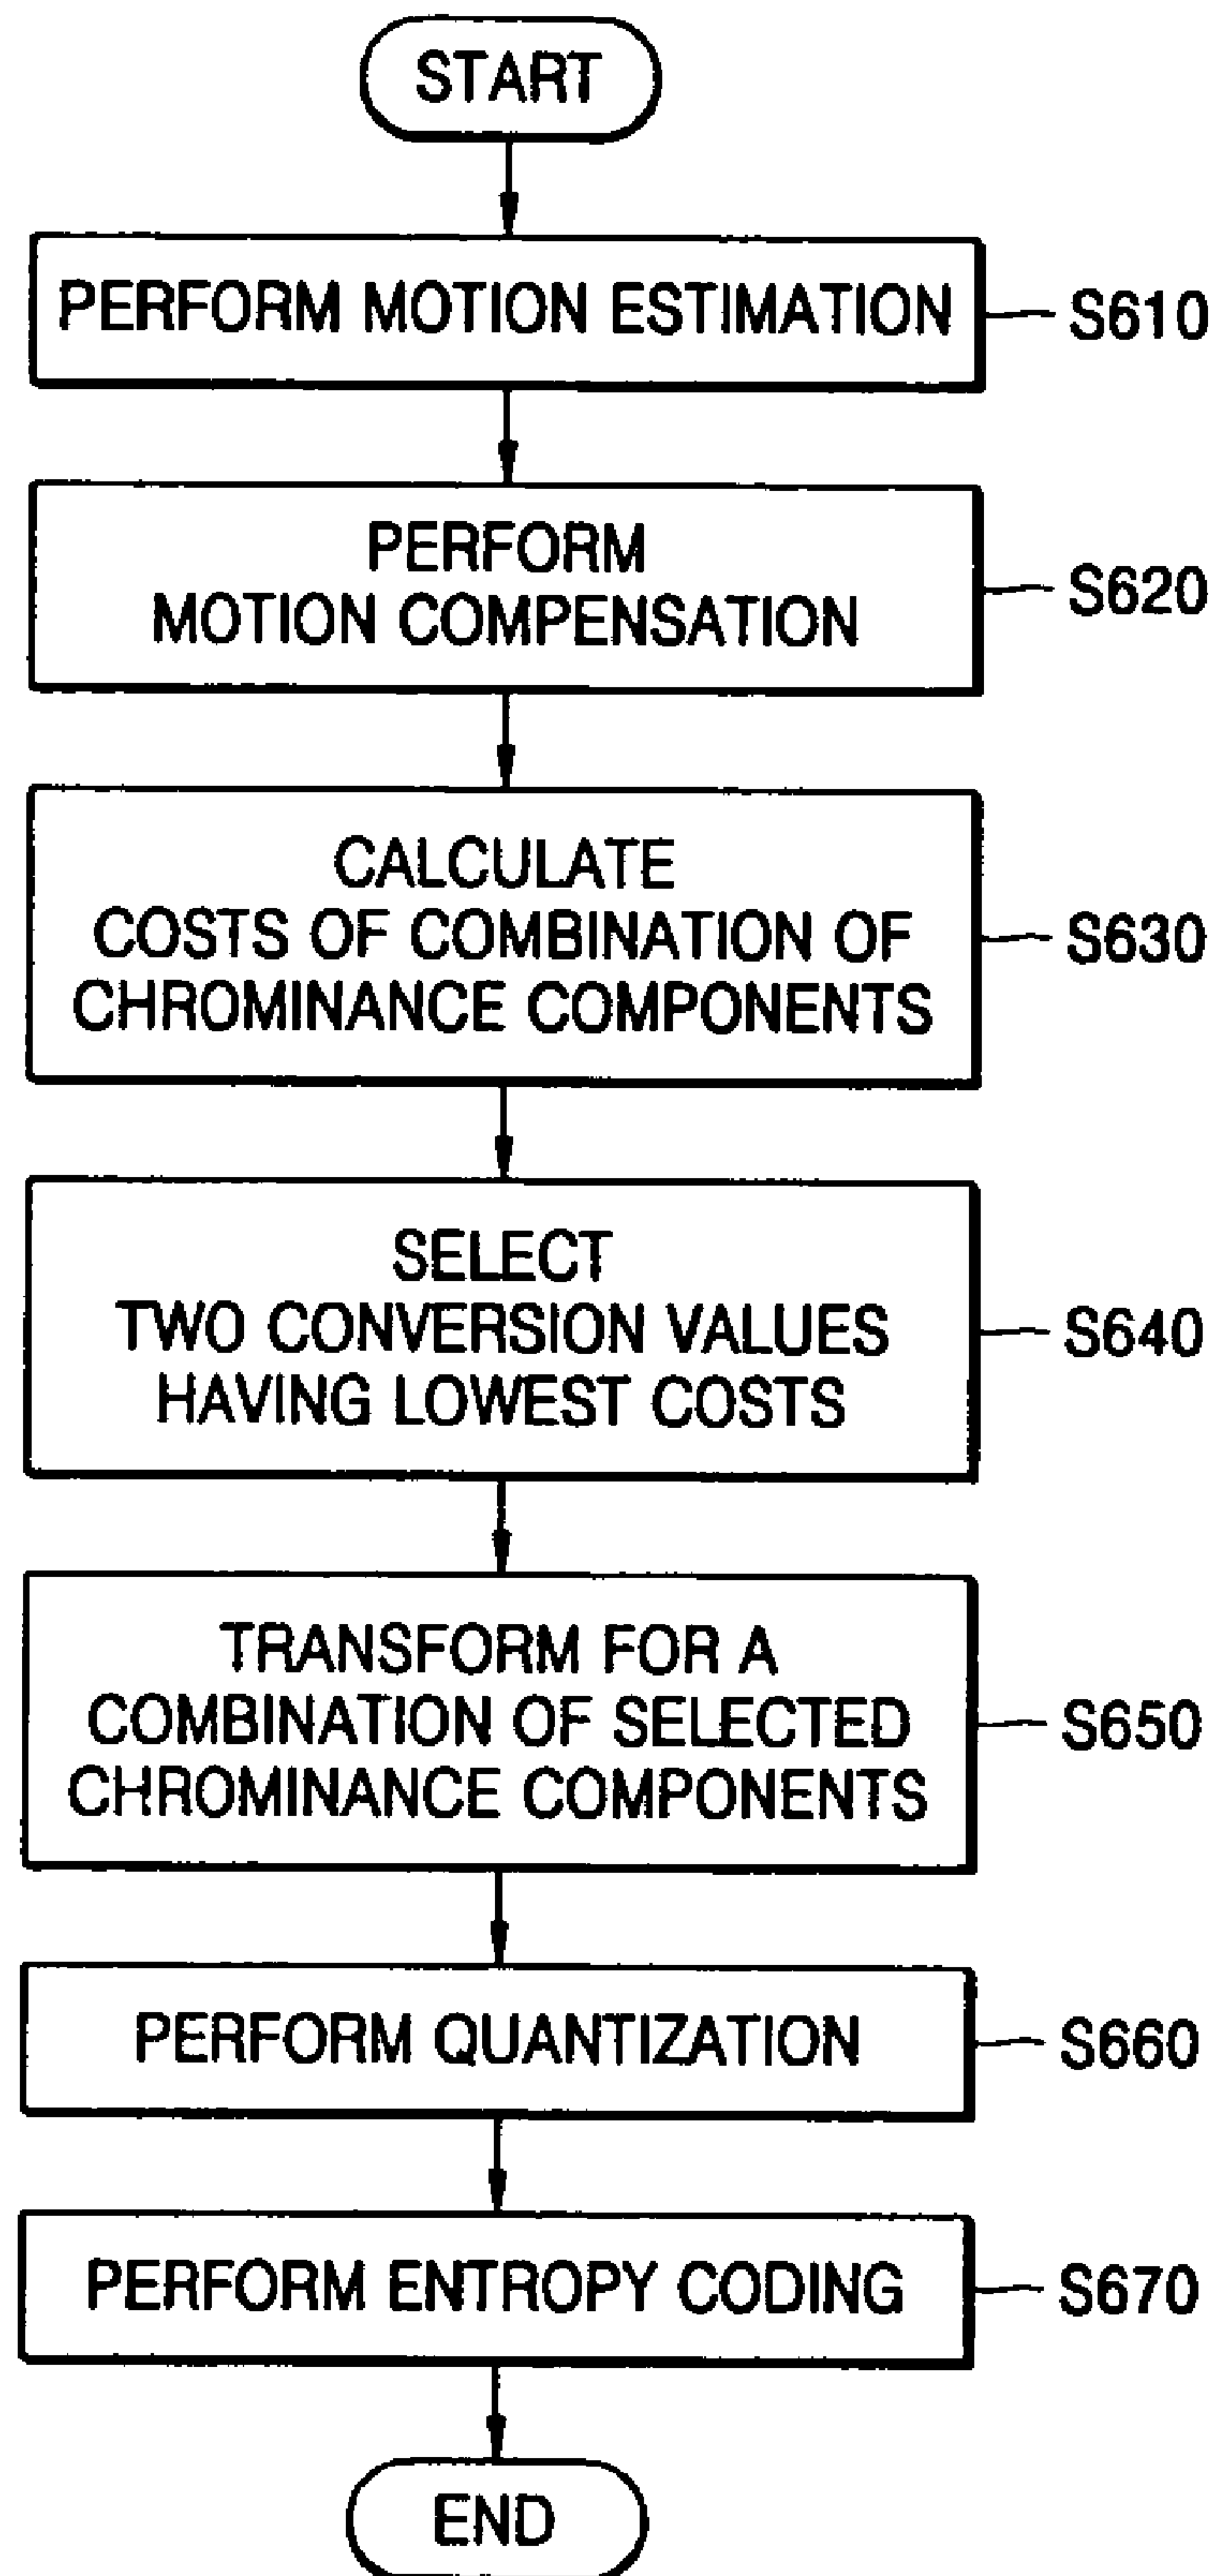 START
PERFORM MOTION ESTIMATION
S610
PERFORM
MOTION COMPENSATION
S620
CALCULATE
COSTS OF COMBINATION OF
CHROMINANCE COMPONENTS
S630
SELECT
TWO CONVERSION VALUES
HAVING LOWEST COSTS
S640
TRANSFORM FOR A
COMBINATION OF SELECTED
CHROMINANCE COMPONENTS
S650
PERFORM QUANTIZATION
S660
PERFORM ENTROPY CODING
S670
END